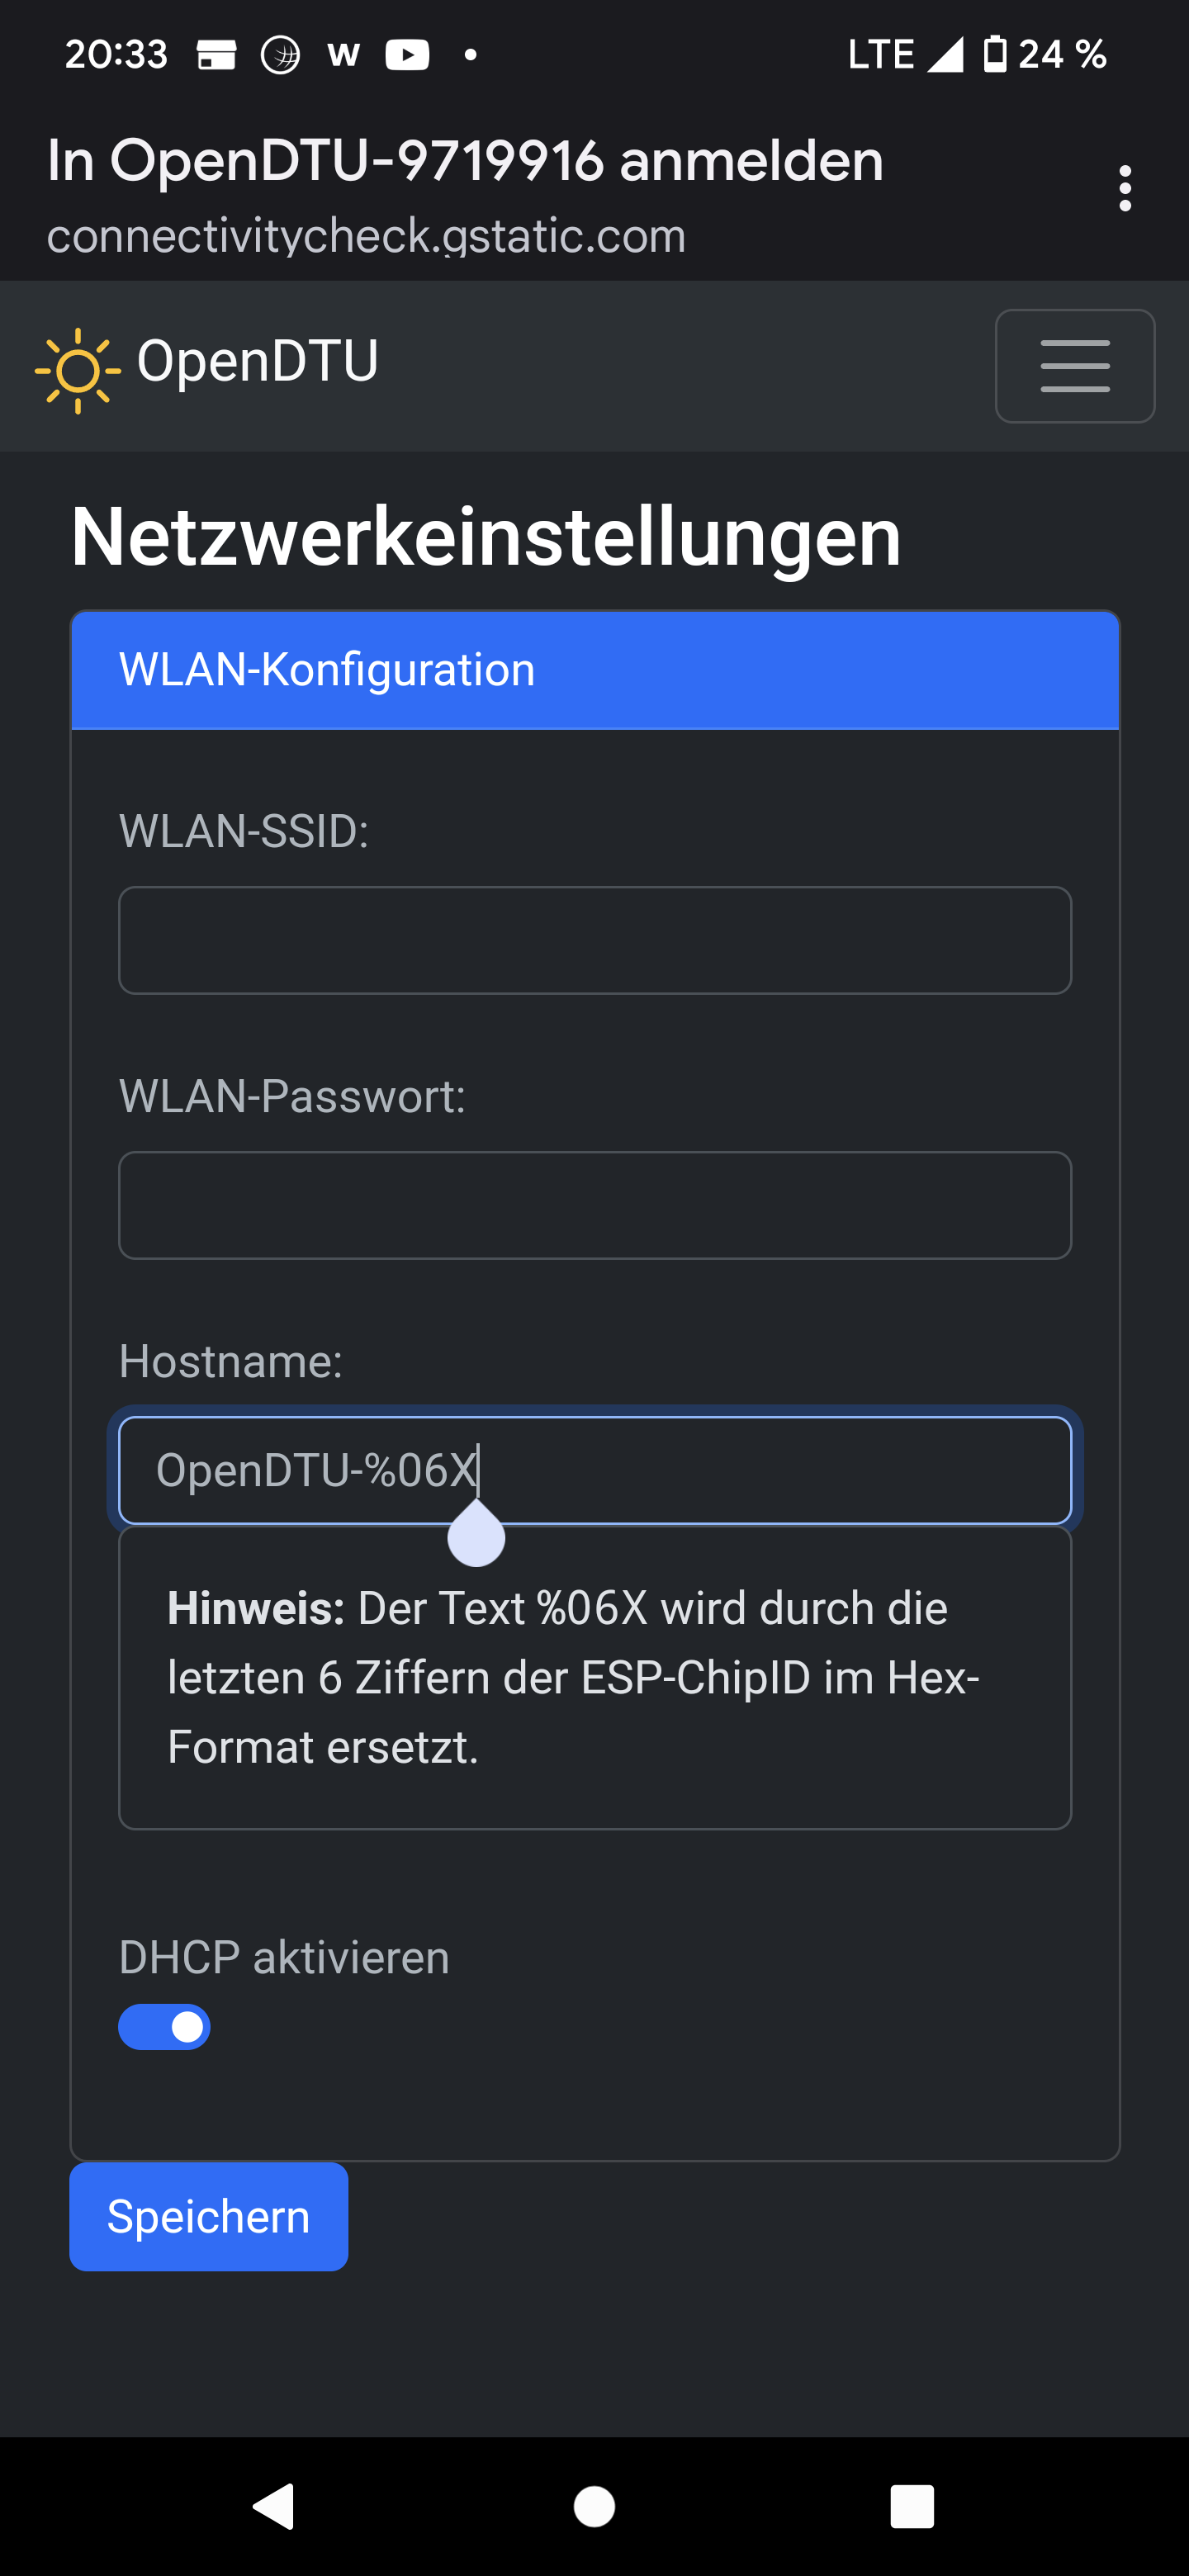 20:33 W LTE 24 %
In OpenDTU-9719916 anmelden
connectivitycheck.gstatic.com
OpenDTU
Netzwerkeinstellungen
WLAN-Konfiguration
WLAN-SSID:
WLAN-Passwort:
Hostname:
OpenDTU-%06X
Hinweis: Der Text %06X wird durch die
letzten 6 Ziffern der ESP-ChipID im Hex-
Format ersetzt.
DHCP aktivieren
Speichern